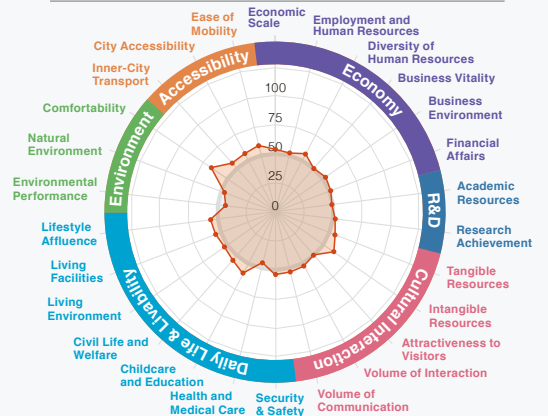 Economic
Scale
Employment and
Human Resources
Diversity of
Human Resources
Business Vitality
Business
Environment
Financial
Affairs
Academic
Resources
Research
Achievement
Tangible
Resources
Intangible
Resources
Attractiveness to
Visitors
Volume of Interaction
Volume of
Communication
Security
& Safety
Health and
Medical Care
Childcare
and Education
Civil Life and
Welfare
Living
Environment
Living
Facilities
Lifestyle
Affluence
Environmental
Performance
Natural
Environment
Comfortability
Inner-City
Transport
City Accessibility
Ease of
Mobility
Accessibility
Economy
R&D
Cultural Interaction
Daily Life & Livability
Environment
100
75
50
25
0